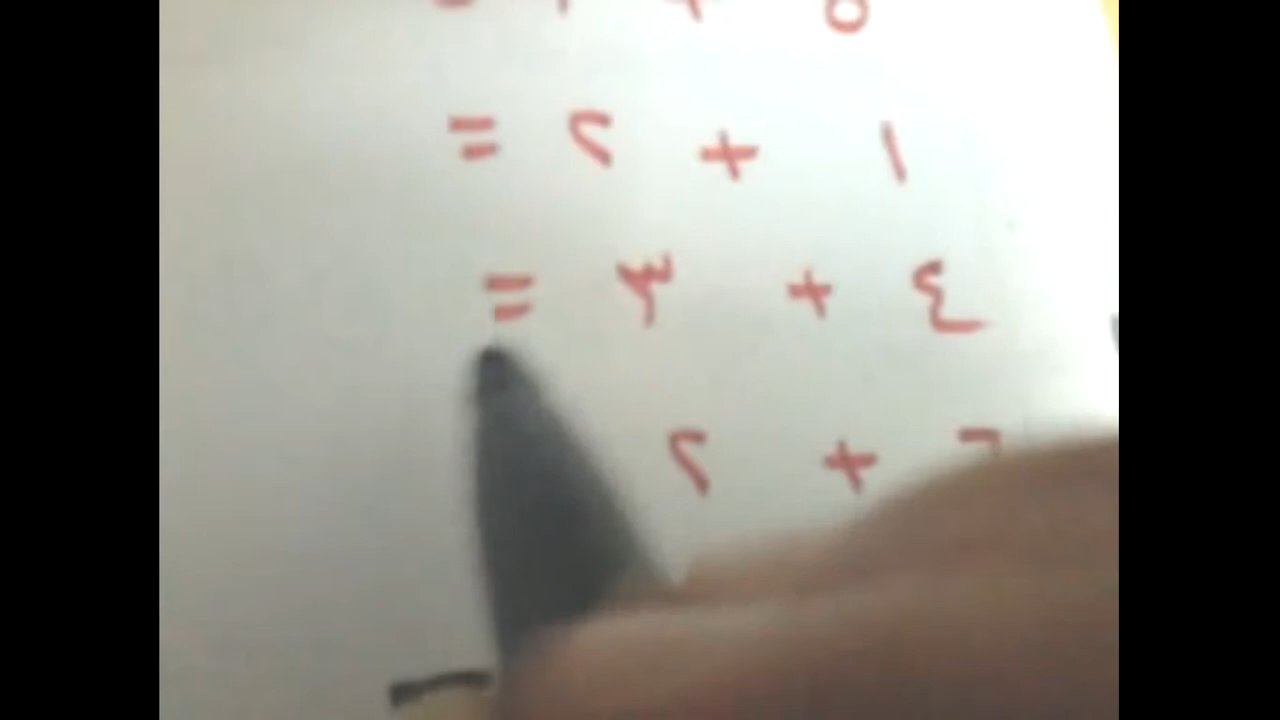 ١ + ٢ =
٤ + ٣ =
+ ٢